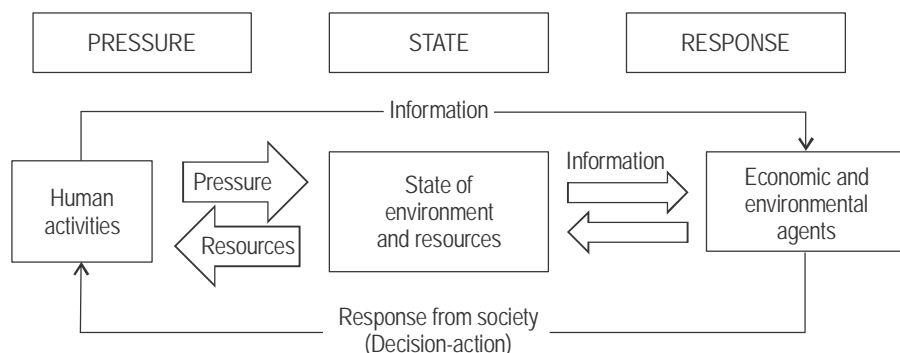 PRESSURE
STATE
RESPONSE
Information
Human
activities
Pressure
Resources
State of
environment
and resources
Information
Economic and
environmental
agents
Response from society
(Decision-action)